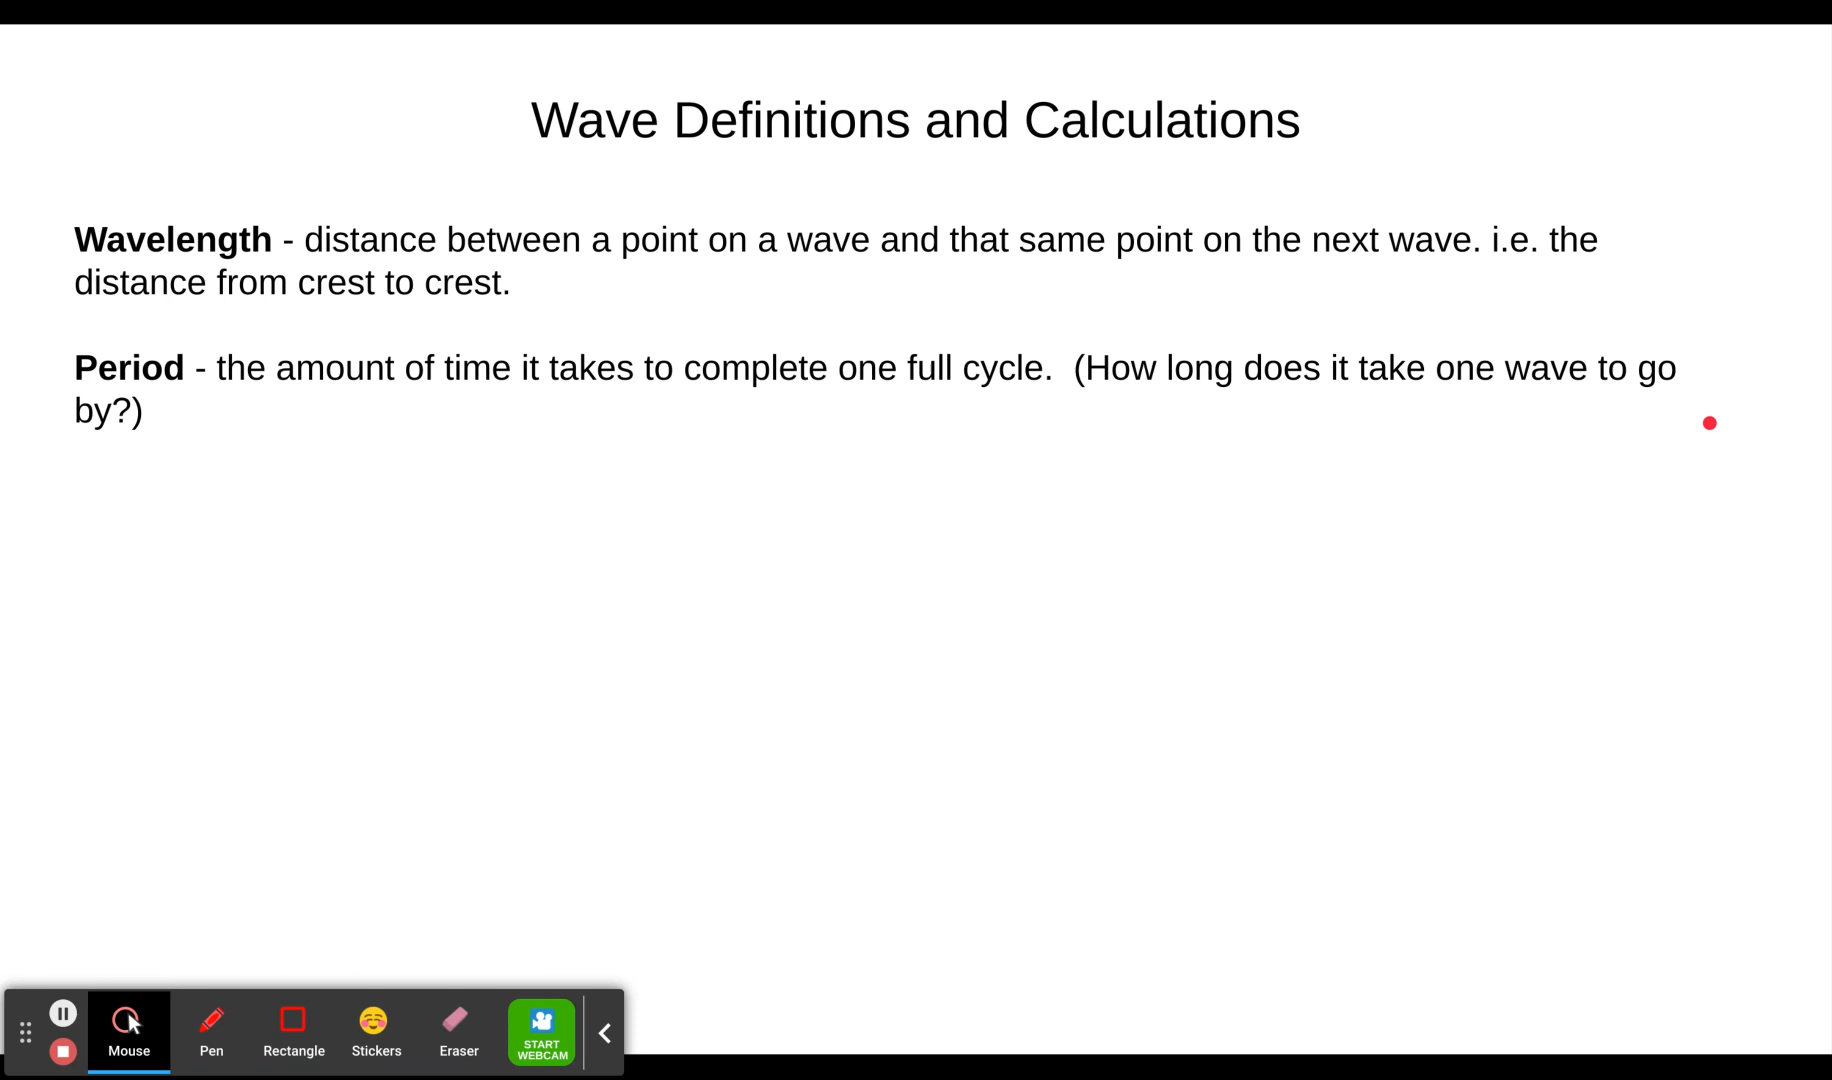 Wave Definitions and Calculations
Wavelength - distance between a point on a wave and that same point on the next wave. i.e. the
distance from crest to crest.
Period - the amount of time it takes to complete one full cycle.  (How long does it take one wave to go
by?)
Mouse
Pen
Rectangle
Stickers
Eraser
START
WEBCAM